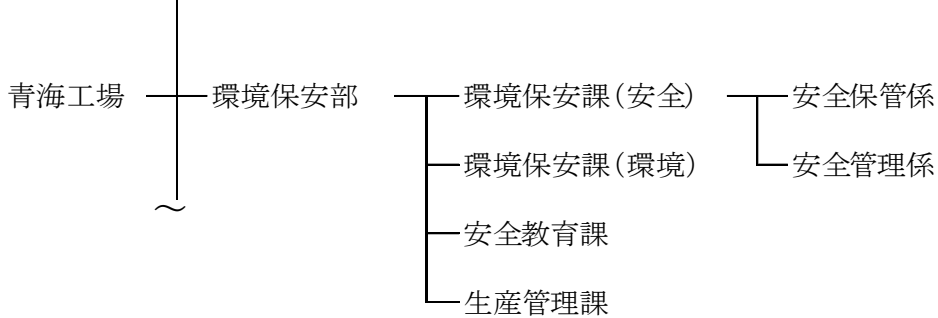 青海工場 環境保安部 環境保安課(安全) 安全保管係
環境保安課(環境) 安全管理係
~
安全教育課
生産管理課